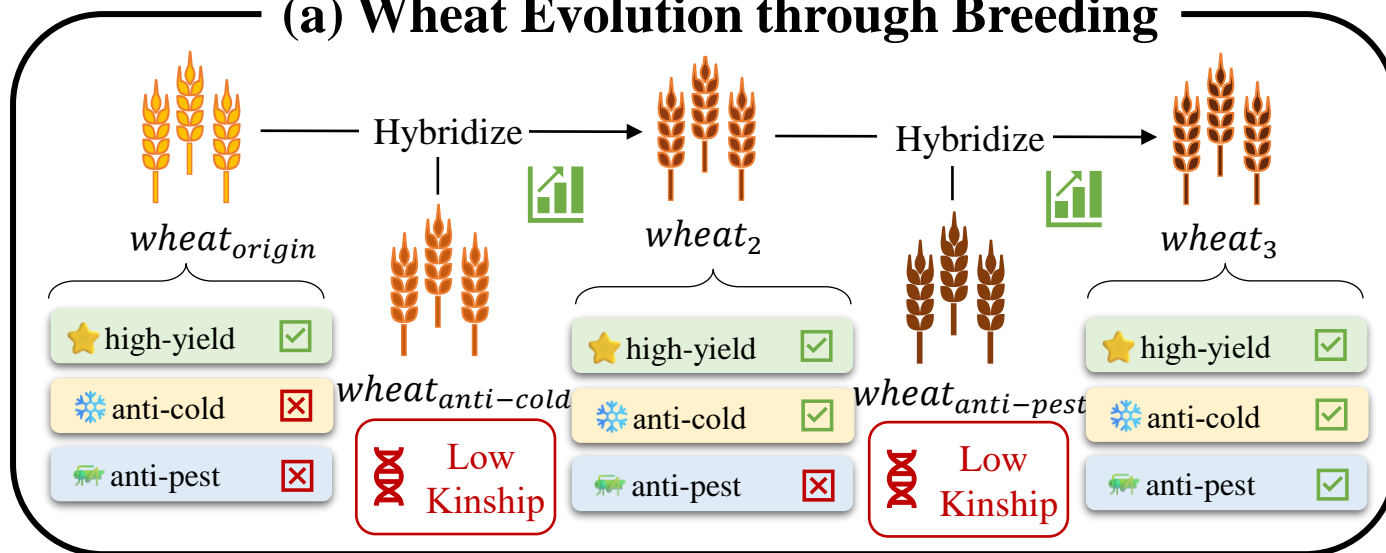 (a) Wheat Evolution through Breeding
Hybridize
Hybridize
wheat_origin
wheat_2
wheat_3
wheat_anti−cold
wheat_anti−pest
high-yield
anti-cold
anti-pest
Low
Kinship
high-yield
anti-cold
anti-pest
Low
Kinship
high-yield
anti-cold
anti-pest